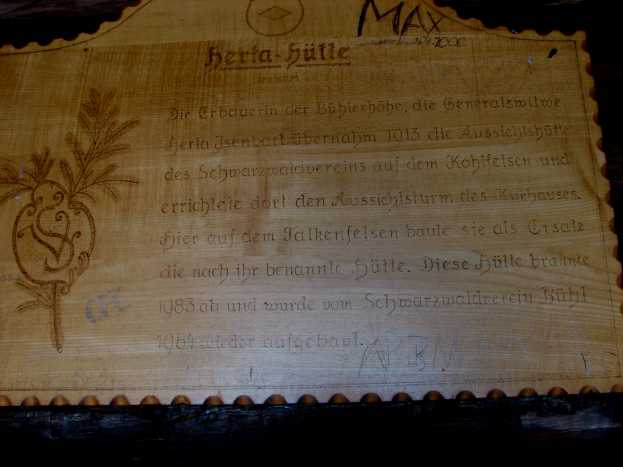 MAX
Herta-Hütte
Die Erbauerin der Bühlerhöhe, die Generalswitwe
Herta Isenbart übernahm 1913 die Aussichtshütte
des Schwarzwaldvereins auf dem Kohlfelsen und
errichtete dort den Aussichtsturm des Kurhauses.
Hier auf dem Falkenfelsen baute sie als Ersatz
die nach ihr benannte Hütte. Diese Hütte brannte
1983 ab und wurde vom Schwarzwaldverein Bühl
1984 wieder aufgebaut.